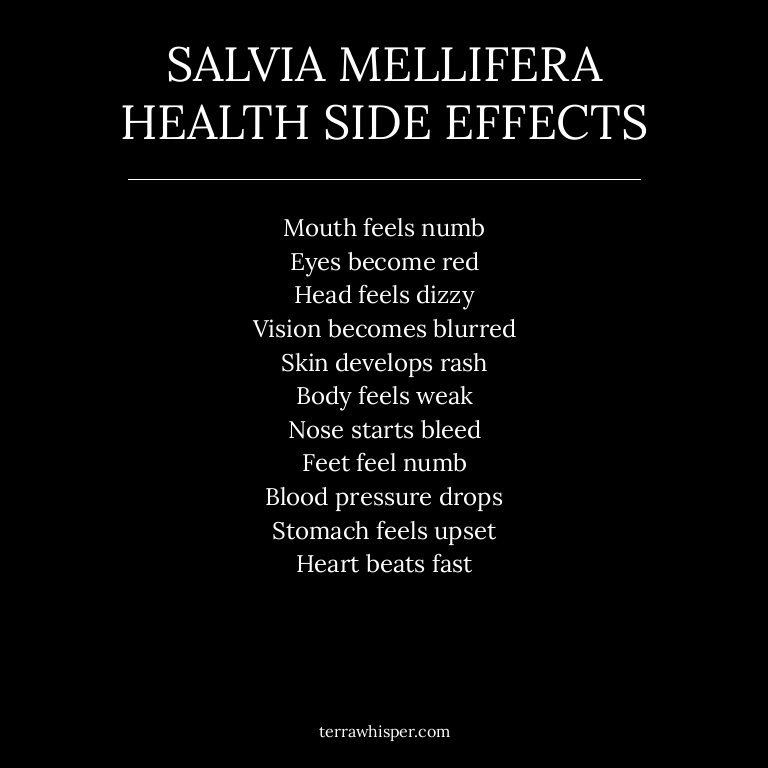 SALVIA MELLIFERA
HEALTH SIDE EFFECTS
Mouth feels numb
Eyes become red
Head feels dizzy
Vision becomes blurred
Skin develops rash
Body feels weak
Nose starts bleed
Feet feel numb
Blood pressure drops
Stomach feels upset
Heart beats fast
terrawhisper.com